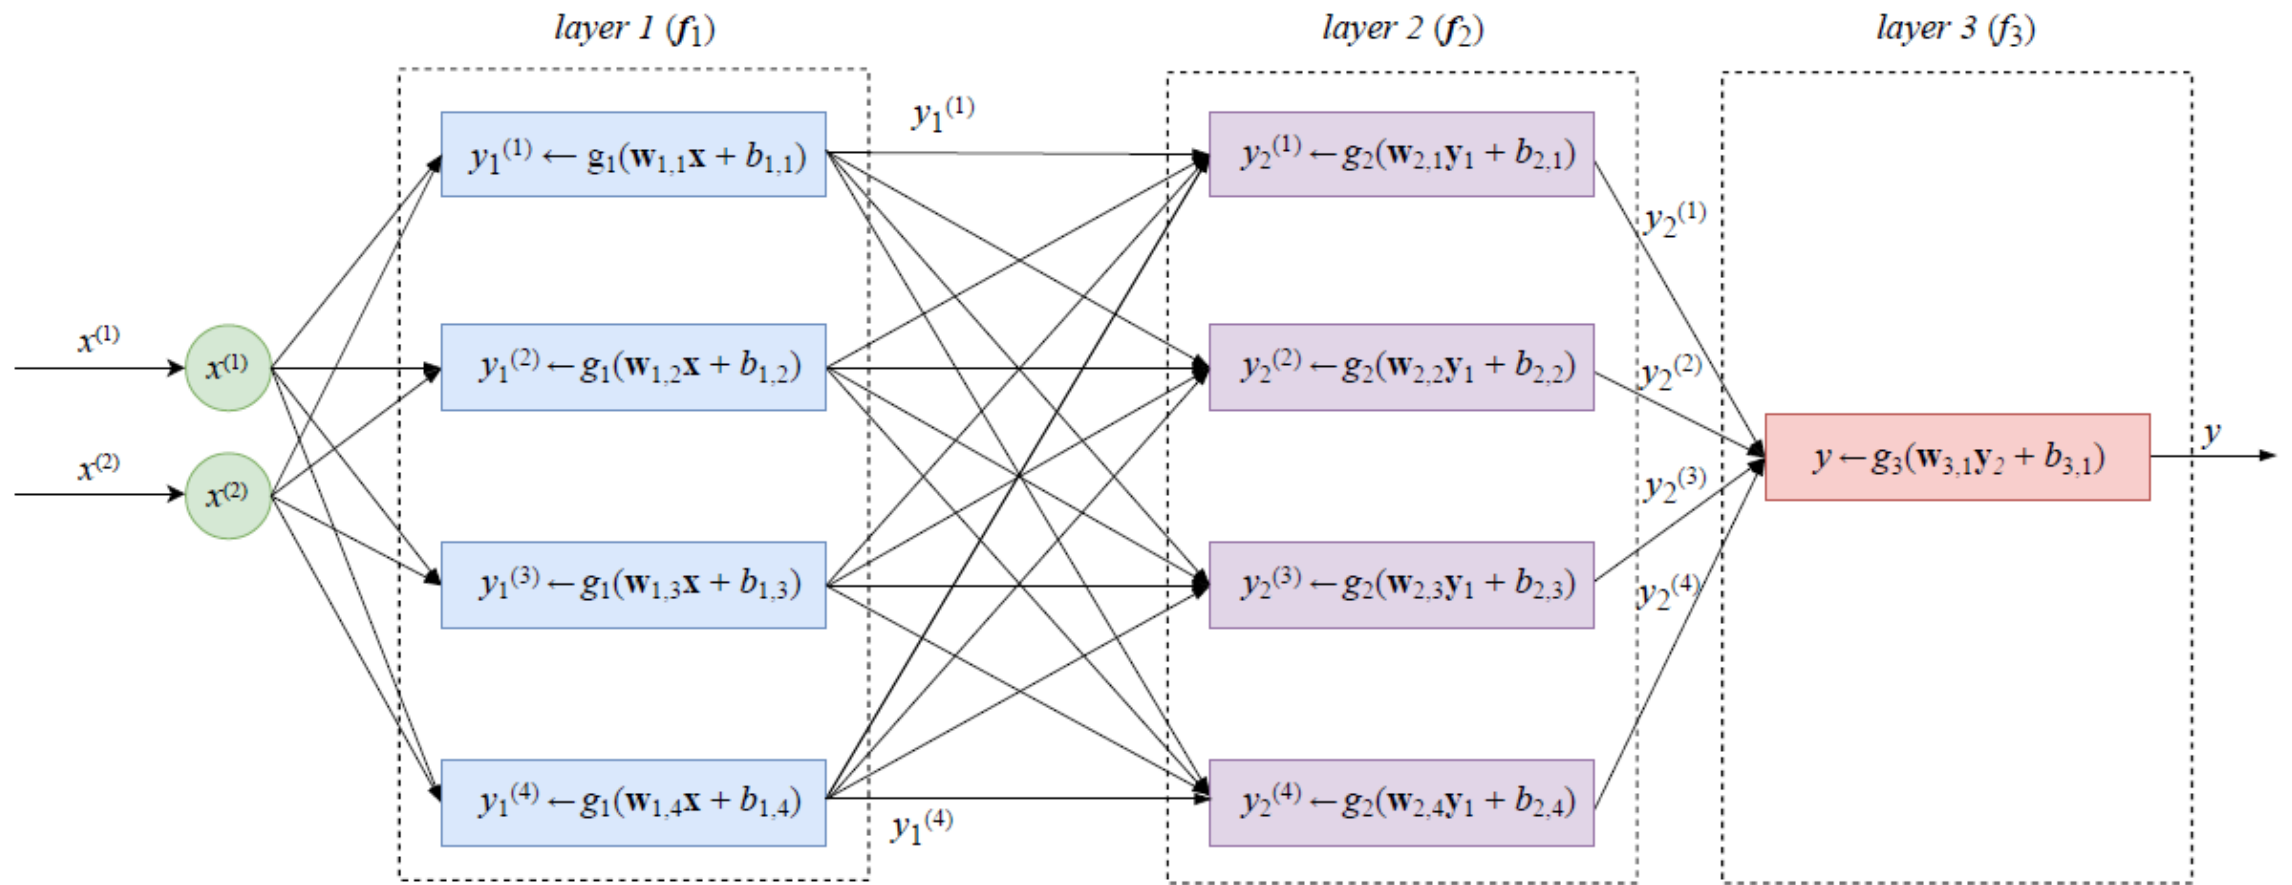 layer 1 (f₁)
layer 2 (f₂)
layer 3 (f₃)
y₁⁽¹⁾
y₁⁽¹⁾ ← g₁(w₁,₁x + b₁,₁)
y₂⁽¹⁾ ← g₂(w₂,₁y₁ + b₂,₁)
y₂⁽¹⁾
x⁽¹⁾
x⁽¹⁾
y₁⁽²⁾ ← g₁(w₁,₂x + b₁,₂)
y₂⁽²⁾ ← g₂(w₂,₂y₁ + b₂,₂)
y₂⁽²⁾
x⁽²⁾
x⁽²⁾
y ← g₃(w₃,₁y₂ + b₃,₁)
y
y₂⁽³⁾
y₁⁽³⁾ ← g₁(w₁,₃x + b₁,₃)
y₂⁽³⁾ ← g₂(w₂,₃y₁ + b₂,₃)
y₂⁽⁴⁾
y₁⁽⁴⁾ ← g₁(w₁,₄x + b₁,₄)
y₁⁽⁴⁾
y₂⁽⁴⁾ ← g₂(w₂,₄y₁ + b₂,₄)